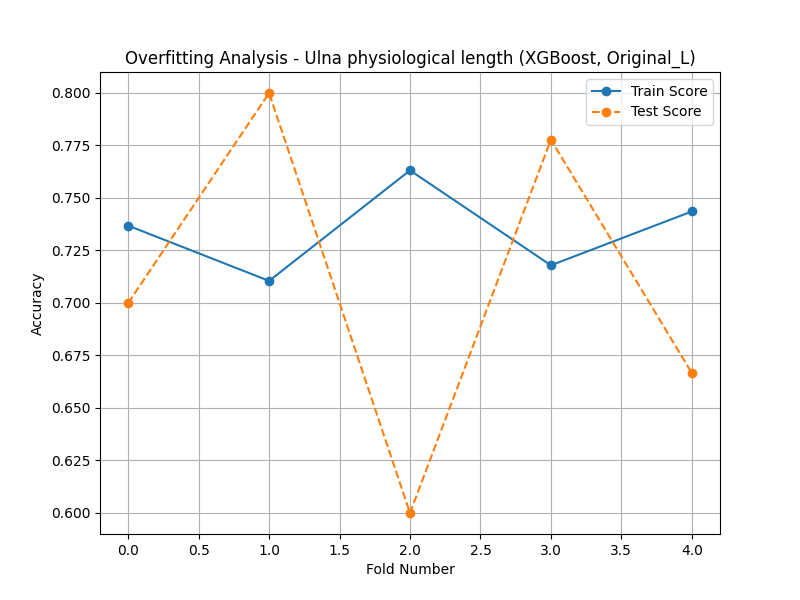 Overfitting Analysis - Ulna physiological length (XGBoost, Original_L)
Train Score
Test Score
0.800
0.775
0.750
0.725
0.700
0.675
0.650
0.625
0.600
Accuracy
0.0 0.5 1.0 1.5 2.0 2.5 3.0 3.5 4.0
Fold Number